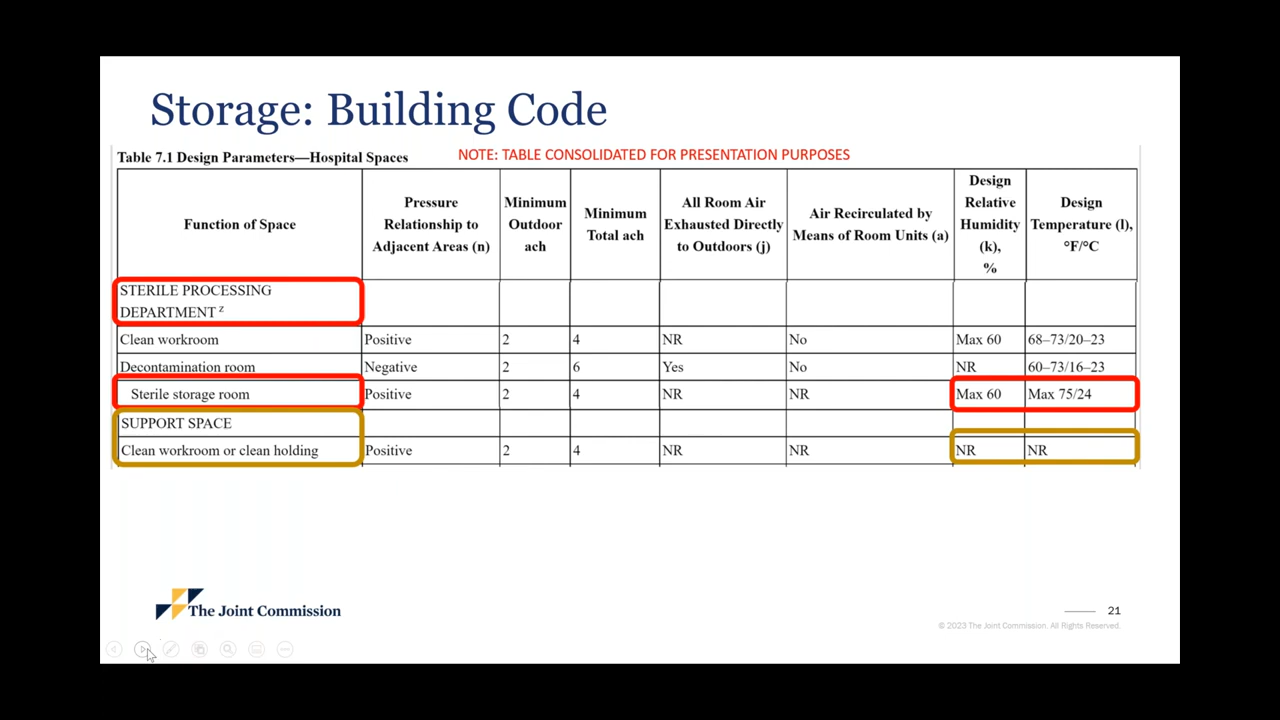 Storage: Building Code
Table 7.1 Design Parameters—Hospital Spaces
NOTE: TABLE CONSOLIDATED FOR PRESENTATION PURPOSES
Function of Space
Pressure
Relationship to
Adjacent Areas (n)
Minimum
Outdoor
ach
Minimum
Total ach
All Room Air
Exhausted Directly
to Outdoors (j)
Air Recirculated by
Means of Room Units (a)
Design
Relative
Humidity
(k),
%
Design
Temperature (l),
°F/°C
STERILE PROCESSING
DEPARTMENT z
Clean workroom Positive 2 4 NR No Max 60 68–73/20–23
Decontamination room Negative 2 6 Yes No NR 60–73/16–23
Sterile storage room Positive 2 4 NR NR Max 60 Max 75/24
SUPPORT SPACE
Clean workroom or clean holding Positive 2 4 NR NR NR NR
The Joint Commission
21
© 2023 The Joint Commission. All Rights Reserved.